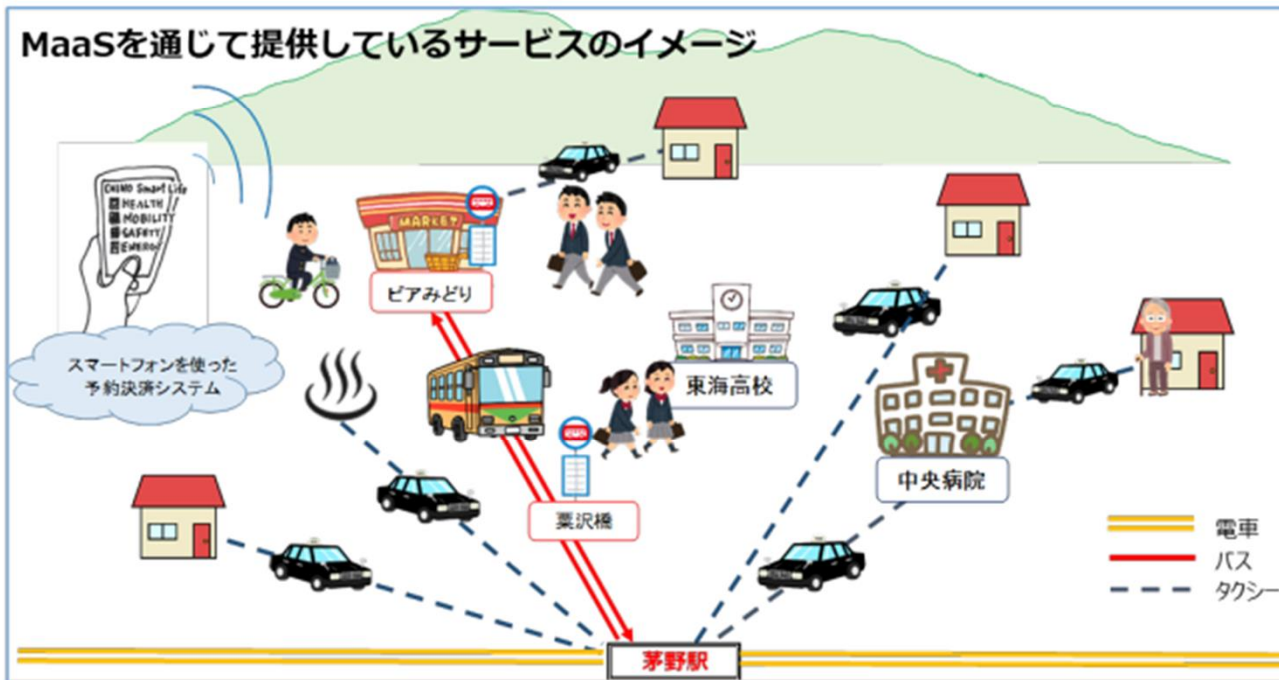 MaaSを通じて提供しているサービスのイメージ
CHINO Smart Life
HEALTH
MOBILITY
SAFETY
ENERGY
スマートフォンを使った
予約決済システム
MARKET
ピアみどり
東海高校
粟沢橋
中央病院
電車
バス
タクシー
茅野駅